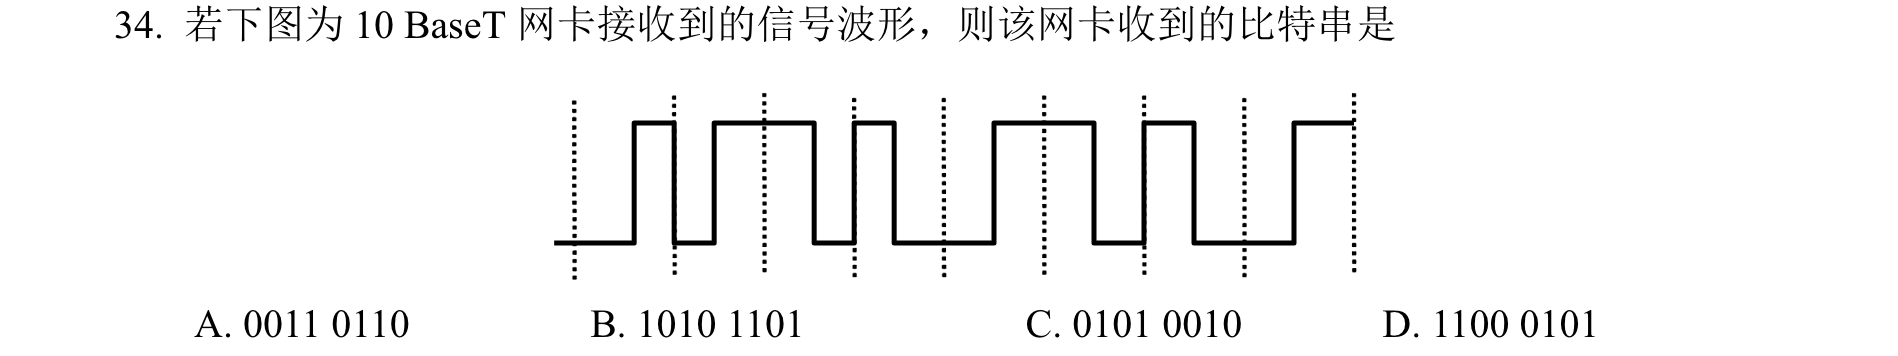 34. 若下图为 10 BaseT 网卡接收到的信号波形，则该网卡收到的比特串是
A. 0011 0110 B. 1010 1101 C. 0101 0010 D. 1100 0101